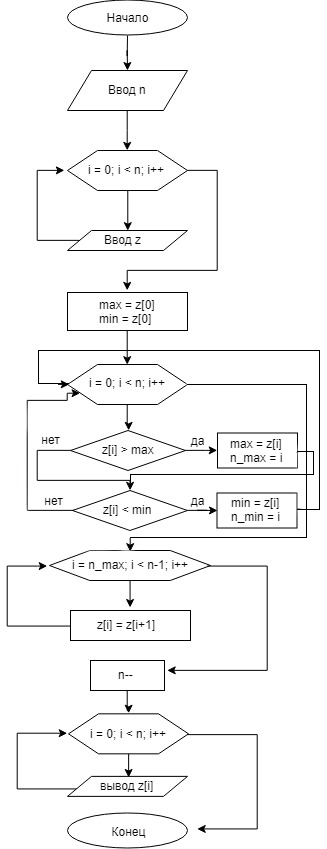 Начало
Ввод n
i = 0; i < n; i++
Ввод z
max = z[0]
min = z[0]
i = 0; i < n; i++
нет
z[i] > max
да
max = z[i]
n_max = i
нет
z[i] < min
да
min = z[i]
n_min = i
i = n_max; i < n-1; i++
z[i] = z[i+1]
n--
i = 0; i < n; i++
вывод z[i]
Конец